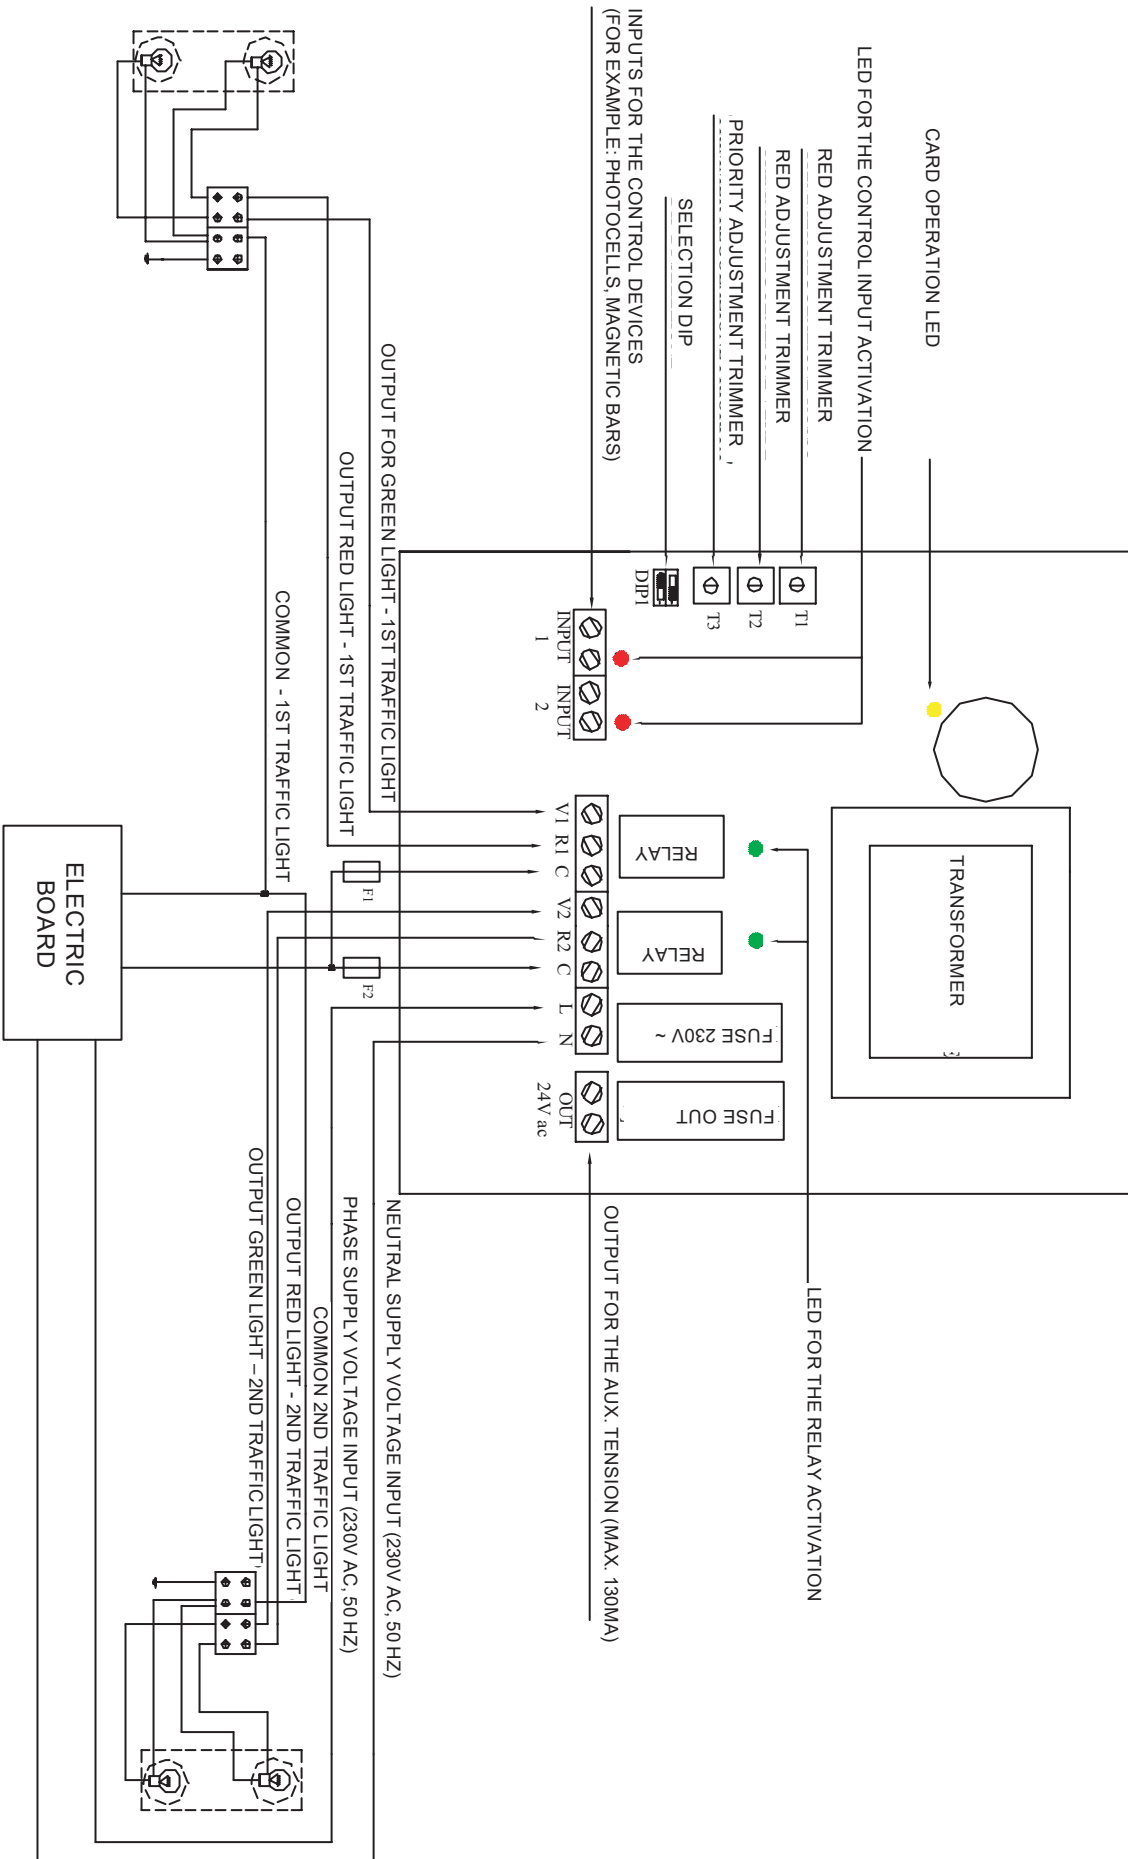 CARD OPERATION LED
LED FOR THE CONTROL INPUT ACTIVATION
RED ADJUSTMENT TRIMMER
RED ADJUSTMENT TRIMMER
PRIORITY ADJUSTMENT TRIMMER
SELECTION DIP
INPUTS FOR THE CONTROL DEVICES
(FOR EXAMPLE: PHOTOCELLS, MAGNETIC BARS)
TRANSFORMER
T1
T2
T3
DIP1
INPUT
1
INPUT
2
RELAY
RELAY
FUSE 230V ~
FUSE OUT
V1
R1
C
V2
R2
C
L
N
OUT
24V ac
LED FOR THE RELAY ACTIVATION
OUTPUT FOR THE AUX. TENSION (MAX. 130MA)
OUTPUT FOR GREEN LIGHT - 1ST TRAFFIC LIGHT
OUTPUT RED LIGHT - 1ST TRAFFIC LIGHT
COMMON - 1ST TRAFFIC LIGHT
F1
F2
NEUTRAL SUPPLY VOLTAGE INPUT (230V AC, 50 HZ)
PHASE SUPPLY VOLTAGE INPUT (230V AC, 50 HZ)
COMMON 2ND TRAFFIC LIGHT
OUTPUT RED LIGHT - 2ND TRAFFIC LIGHT
OUTPUT GREEN LIGHT – 2ND TRAFFIC LIGHT
ELECTRIC
BOARD